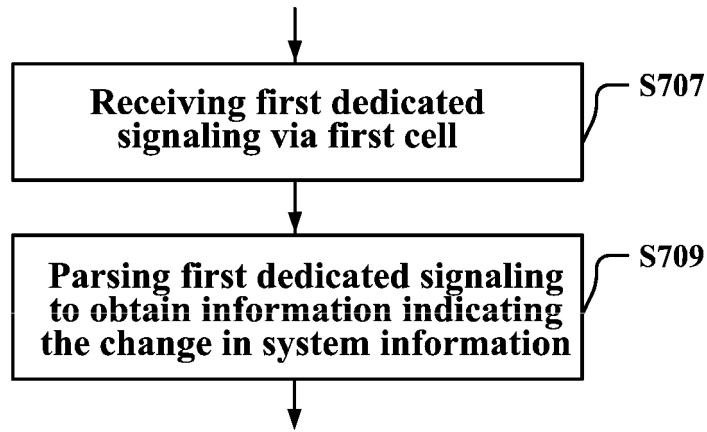 Receiving first dedicated
signaling via first cell
S707
Parsing first dedicated signaling
to obtain information indicating
the change in system information
S709